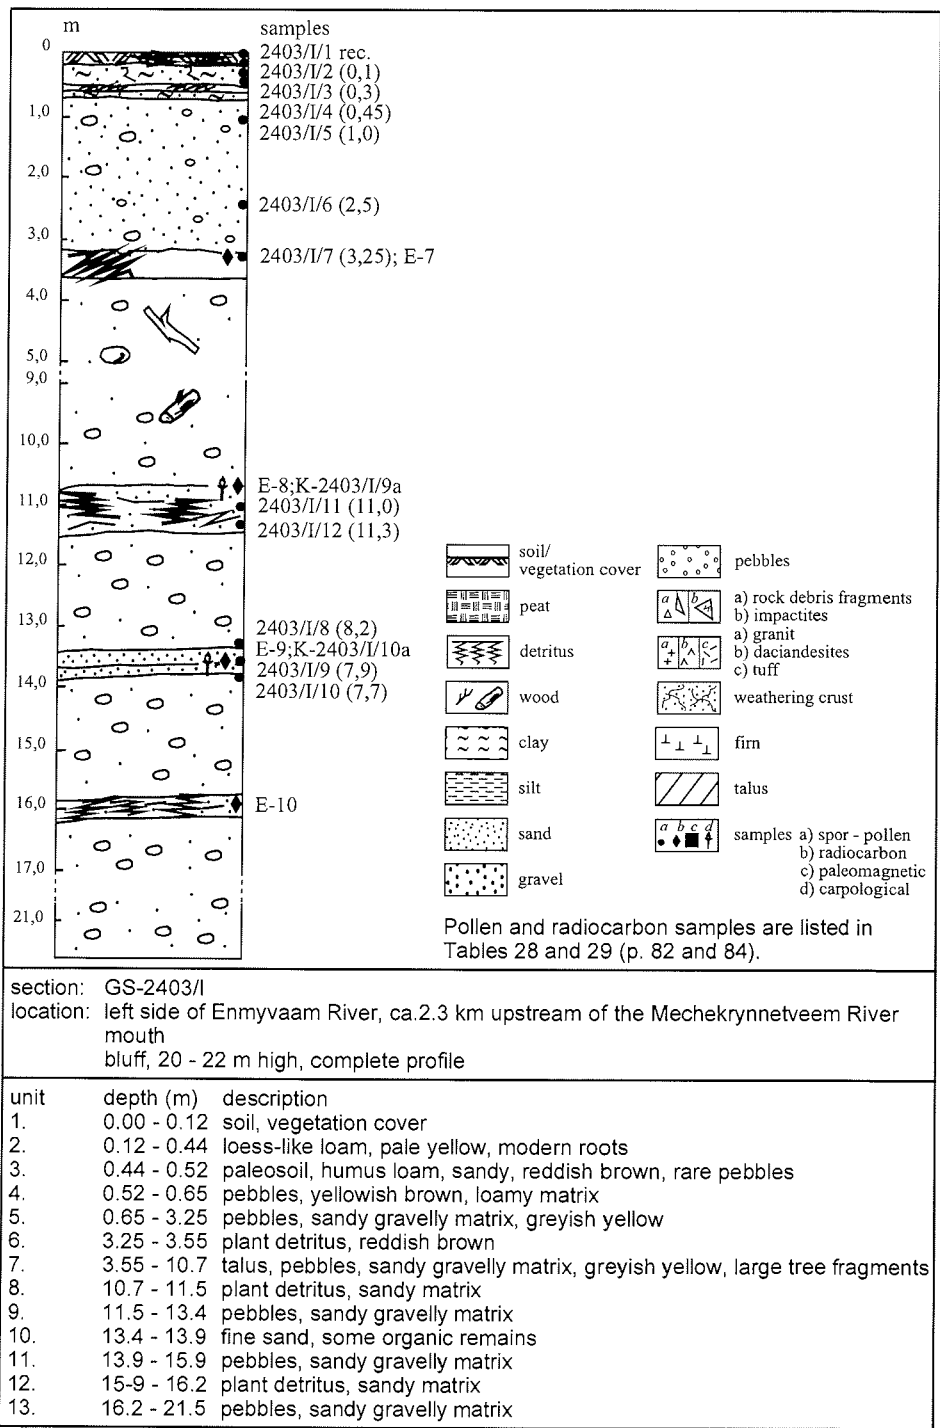 m
samples
0
2403/I/1 rec.
2403/I/2 (0,1)
2403/I/3 (0,3)
1,0
2403/I/4 (0,45)
2403/I/5 (1,0)
2,0
2403/I/6 (2,5)
3,0
2403/I/7 (3,25); E-7
4,0
5,0
9,0
10,0
E-8;K-2403/I/9a
11,0
2403/I/11 (11,0)
2403/I/12 (11,3)
12,0
13,0
2403/I/8 (8,2)
E-9;K-2403/I/10a
2403/I/9 (7,9)
14,0
2403/I/10 (7,7)
15,0
16,0
E-10
17,0
21,0
soil/
vegetation cover
peat
detritus
wood
clay
silt
sand
gravel
pebbles
a b
a) rock debris fragments
b) impactites
a b c
a) granit
b) daciandesites
c) tuff
weathering crust
firn
talus
a b c d
samples a) spor - pollen
b) radiocarbon
c) paleomagnetic
d) carpological
Pollen and radiocarbon samples are listed in
Tables 28 and 29 (p. 82 and 84).
section: GS-2403/I
location: left side of Enmyvaam River, ca.2.3 km upstream of the Mechekrynnetveem River
mouth
bluff, 20 - 22 m high, complete profile
unit depth (m) description
1. 0.00 - 0.12 soil, vegetation cover
2. 0.12 - 0.44 loess-like loam, pale yellow, modern roots
3. 0.44 - 0.52 paleosoil, humus loam, sandy, reddish brown, rare pebbles
4. 0.52 - 0.65 pebbles, yellowish brown, loamy matrix
5. 0.65 - 3.25 pebbles, sandy gravelly matrix, greyish yellow
6. 3.25 - 3.55 plant detritus, reddish brown
7. 3.55 - 10.7 talus, pebbles, sandy gravelly matrix, greyish yellow, large tree fragments
8. 10.7 - 11.5 plant detritus, sandy matrix
9. 11.5 - 13.4 pebbles, sandy gravelly matrix
10. 13.4 - 13.9 fine sand, some organic remains
11. 13.9 - 15.9 pebbles, sandy gravelly matrix
12. 15-9 - 16.2 plant detritus, sandy matrix
13. 16.2 - 21.5 pebbles, sandy gravelly matrix